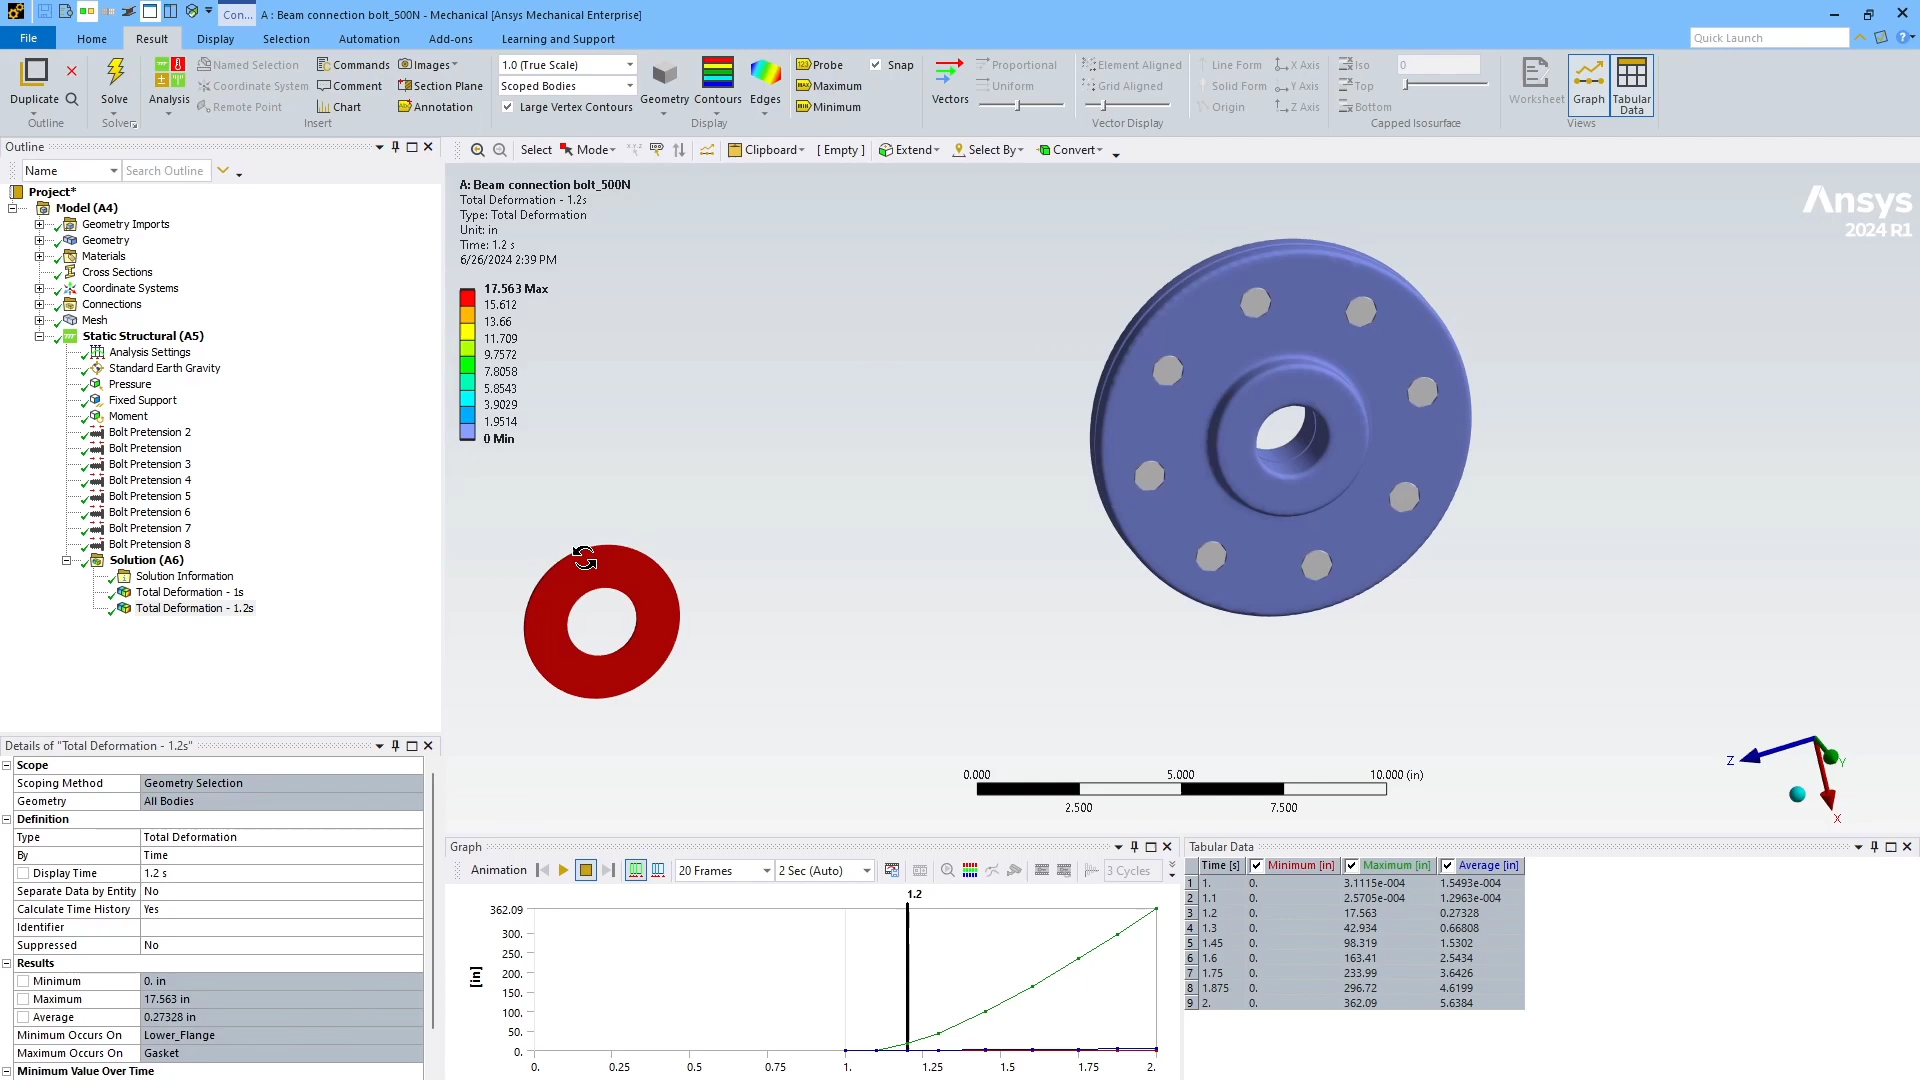 Con... A : Beam connection bolt_500N - Mechanical [Ansys Mechanical Enterprise]
File Home Result Display Selection Automation Add-ons Learning and Support Quick Launch
Duplicate
Outline
Solve
Solver
Analysis
Named Selection
Coordinate System
Remote Point
Commands
Comment
Chart
Images
Section Plane
Annotation
Insert
1.0 (True Scale)
Scoped Bodies
Large Vertex Contours
Geometry Contours Edges
Display
Probe
Maximum
Minimum
Snap
Vectors
Proportional
Uniform
Element Aligned
Grid Aligned
Line Form
Solid Form
Origin
X Axis
Y Axis
Z Axis
Vector Display
Iso 0
Top
Bottom
Capped Isosurface
Worksheet Graph Tabular Data
Views
Outline
Name Search Outline
Project*
Model (A4)
Geometry Imports
Geometry
Materials
Cross Sections
Coordinate Systems
Connections
Mesh
Static Structural (A5)
Analysis Settings
Standard Earth Gravity
Pressure
Fixed Support
Moment
Bolt Pretension 2
Bolt Pretension
Bolt Pretension 3
Bolt Pretension 4
Bolt Pretension 5
Bolt Pretension 6
Bolt Pretension 7
Bolt Pretension 8
Solution (A6)
Solution Information
Total Deformation - 1s
Total Deformation - 1.2s
Select Mode Clipboard [ Empty ] Extend Select By Convert
A: Beam connection bolt_500N
Total Deformation - 1.2s
Type: Total Deformation
Unit: in
Time: 1.2 s
6/26/2024 2:39 PM
17.563 Max
15.612
13.66
11.709
9.7572
7.8058
5.8543
3.9029
1.9514
0 Min
Ansys
2024 R1
0.000 5.000 10.000 (in)
2.500 7.500
Z Y X
Details of "Total Deformation - 1.2s"
Scope
Scoping Method Geometry Selection
Geometry All Bodies
Definition
Type Total Deformation
By Time
Display Time 1.2 s
Separate Data by Entity No
Calculate Time History Yes
Identifier
Suppressed No
Results
Minimum 0. in
Maximum 17.563 in
Average 0.27328 in
Minimum Occurs On Lower_Flange
Maximum Occurs On Gasket
Minimum Value Over Time
Graph
Animation 20 Frames 2 Sec (Auto) 3 Cycles
1.2
362.09
300.
250.
200.
150.
100.
50.
0.
[in]
0. 0.25 0.5 0.75 1. 1.25 1.5 1.75 2.
Tabular Data
Time [s] Minimum [in] Maximum [in] Average [in]
1 1. 0. 3.1115e-004 1.5493e-004
2 1.1 0. 2.5705e-004 1.2963e-004
3 1.2 0. 17.563 0.27328
4 1.3 0. 42.934 0.66808
5 1.45 0. 98.319 1.5302
6 1.6 0. 163.41 2.5434
7 1.75 0. 233.99 3.6426
8 1.875 0. 296.72 4.6199
9 2. 0. 362.09 5.6384